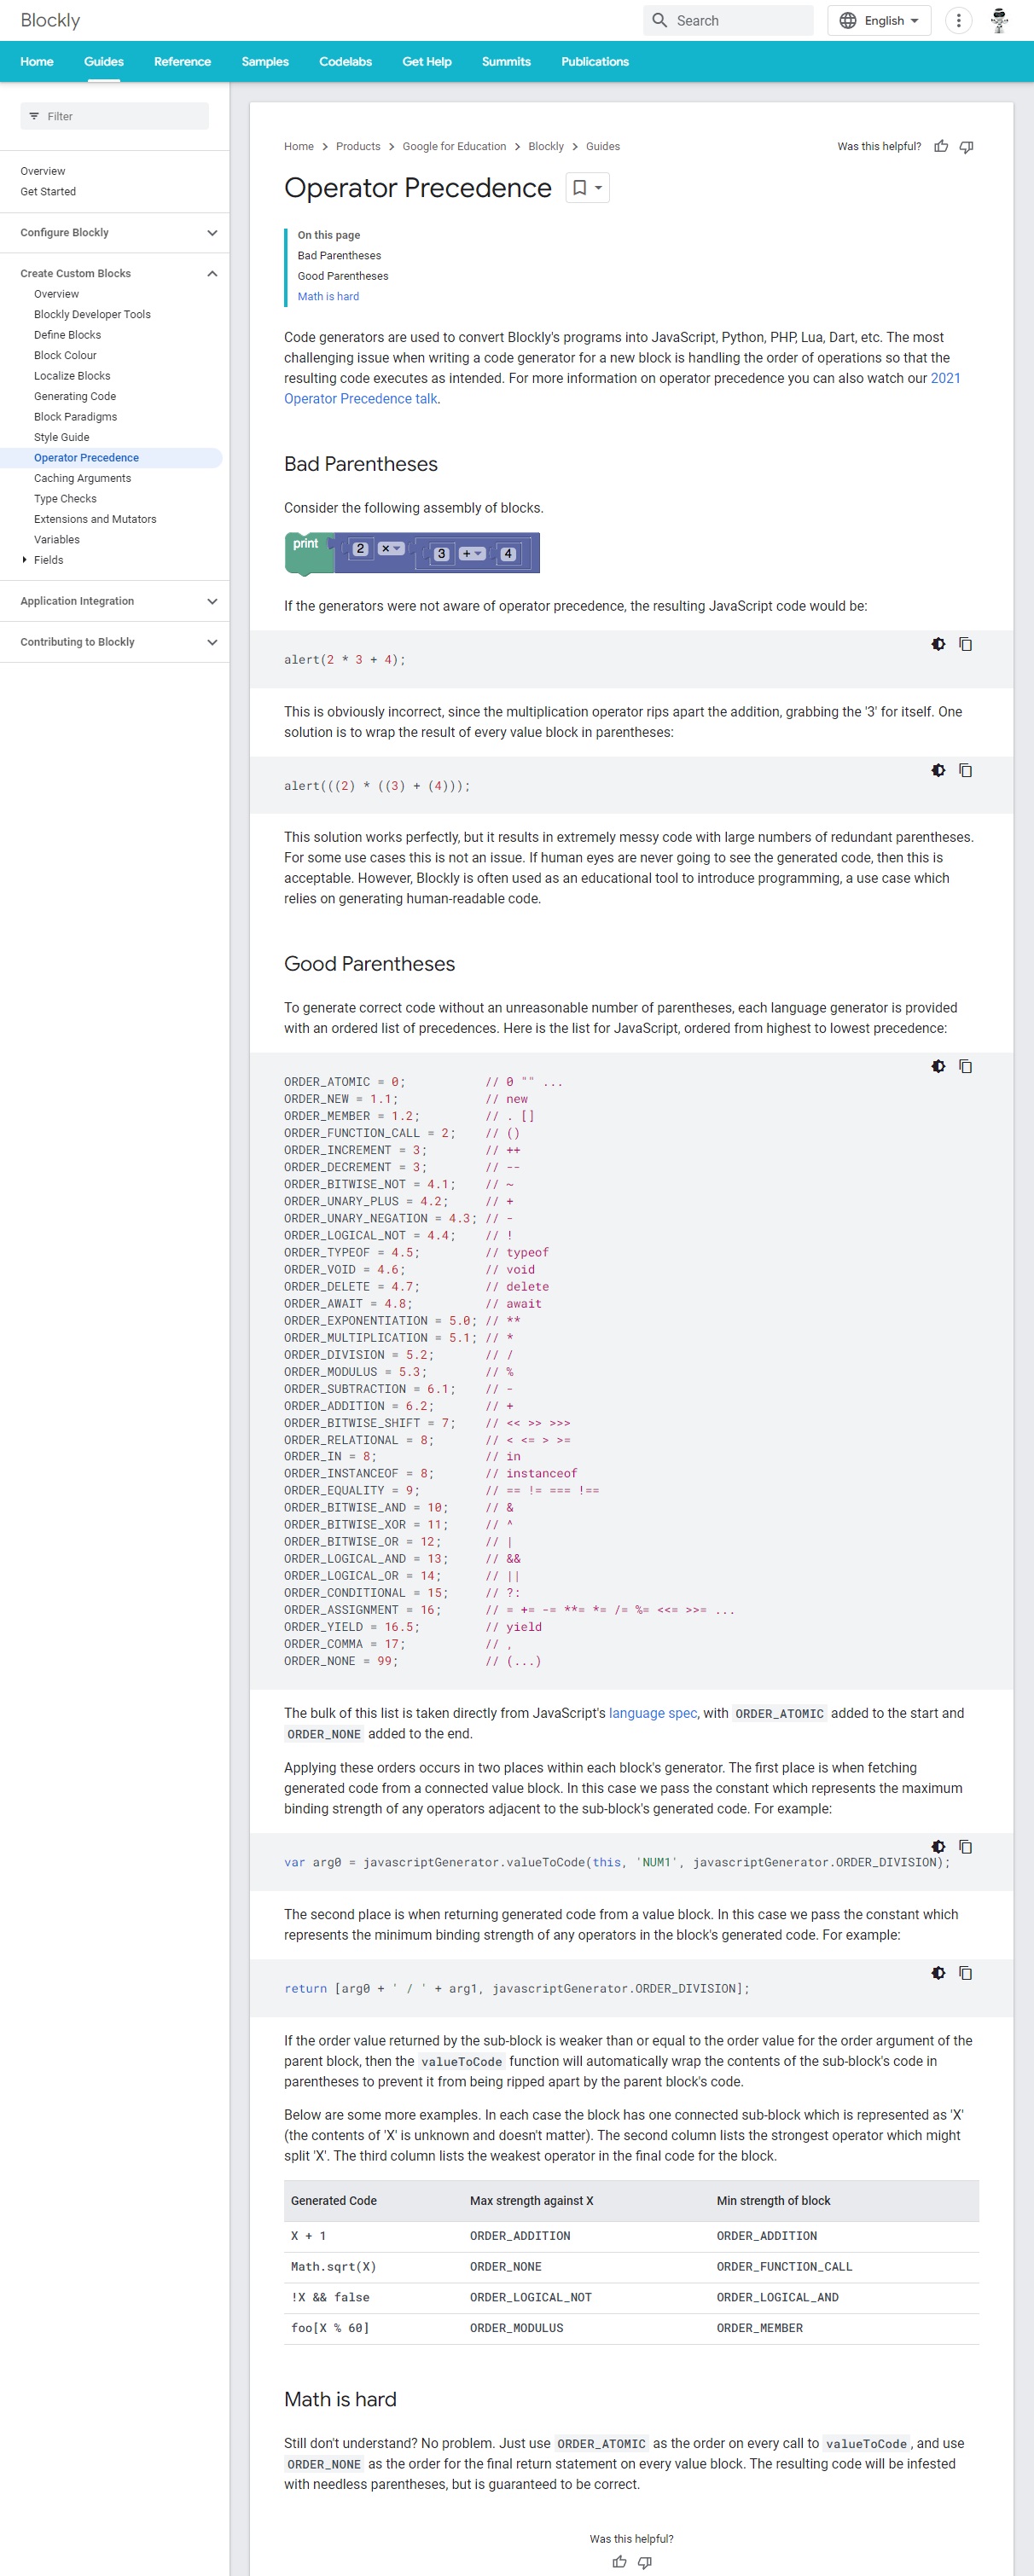 Blockly
Search
English
Home Guides Reference Samples Codelabs Get Help Summits Publications
Filter
Overview
Get Started
Configure Blockly
Create Custom Blocks
Overview
Blockly Developer Tools
Define Blocks
Block Colour
Localize Blocks
Generating Code
Block Paradigms
Style Guide
Operator Precedence
Caching Arguments
Type Checks
Extensions and Mutators
Variables
Fields
Application Integration
Contributing to Blockly
Home > Products > Google for Education > Blockly > Guides
Was this helpful?
Operator Precedence
On this page
Bad Parentheses
Good Parentheses
Math is hard
Code generators are used to convert Blockly's programs into JavaScript, Python, PHP, Lua, Dart, etc. The most
challenging issue when writing a code generator for a new block is handling the order of operations so that the
resulting code executes as intended. For more information on operator precedence you can also watch our 2021
Operator Precedence talk.
Bad Parentheses
Consider the following assembly of blocks.
print 2 × 3 + 4
If the generators were not aware of operator precedence, the resulting JavaScript code would be:
alert(2 * 3 + 4);
This is obviously incorrect, since the multiplication operator rips apart the addition, grabbing the '3' for itself. One
solution is to wrap the result of every value block in parentheses:
alert(((2) * ((3) + (4)));
This solution works perfectly, but it results in extremely messy code with large numbers of redundant parentheses.
For some use cases this is not an issue. If human eyes are never going to see the generated code, then this is
acceptable. However, Blockly is often used as an educational tool to introduce programming, a use case which
relies on generating human-readable code.
Good Parentheses
To generate correct code without an unreasonable number of parentheses, each language generator is provided
with an ordered list of precedences. Here is the list for JavaScript, ordered from highest to lowest precedence:
ORDER_ATOMIC = 0; // 0 "" ...
ORDER_NEW = 1.1; // new
ORDER_MEMBER = 1.2; // . []
ORDER_FUNCTION_CALL = 2; // ()
ORDER_INCREMENT = 3; // ++
ORDER_DECREMENT = 3; // --
ORDER_BITWISE_NOT = 4.1; // ~
ORDER_UNARY_PLUS = 4.2; // +
ORDER_UNARY_NEGATION = 4.3; // -
ORDER_LOGICAL_NOT = 4.4; // !
ORDER_TYPEOF = 4.5; // typeof
ORDER_VOID = 4.6; // void
ORDER_DELETE = 4.7; // delete
ORDER_AWAIT = 4.8; // await
ORDER_EXPONENTIATION = 5.0; // **
ORDER_MULTIPLICATION = 5.1; // *
ORDER_DIVISION = 5.2; // /
ORDER_MODULUS = 5.3; // %
ORDER_SUBTRACTION = 6.1; // -
ORDER_ADDITION = 6.2; // +
ORDER_BITWISE_SHIFT = 7; // << >> >>>
ORDER_RELATIONAL = 8; // < <= > >=
ORDER_IN = 8; // in
ORDER_INSTANCEOF = 8; // instanceof
ORDER_EQUALITY = 9; // == != === !==
ORDER_BITWISE_AND = 10; // &
ORDER_BITWISE_XOR = 11; // ^
ORDER_BITWISE_OR = 12; // |
ORDER_LOGICAL_AND = 13; // &&
ORDER_LOGICAL_OR = 14; // ||
ORDER_CONDITIONAL = 15; // ?:
ORDER_ASSIGNMENT = 16; // = += -= **= *= /= %= <<= >>= ...
ORDER_YIELD = 16.5; // yield
ORDER_COMMA = 17; // ,
ORDER_NONE = 99; // (...)
The bulk of this list is taken directly from JavaScript's language spec, with ORDER_ATOMIC added to the start and
ORDER_NONE added to the end.
Applying these orders occurs in two places within each block's generator. The first place is when fetching
generated code from a connected value block. In this case we pass the constant which represents the maximum
binding strength of any operators adjacent to the sub-block's generated code. For example:
var arg0 = javascriptGenerator.valueToCode(this, 'NUM1', javascriptGenerator.ORDER_DIVISION);
The second place is when returning generated code from a value block. In this case we pass the constant which
represents the minimum binding strength of any operators in the block's generated code. For example:
return [arg0 + ' / ' + arg1, javascriptGenerator.ORDER_DIVISION];
If the order value returned by the sub-block is weaker than or equal to the order value for the order argument of the
parent block, then the valueToCode function will automatically wrap the contents of the sub-block's code in
parentheses to prevent it from being ripped apart by the parent block's code.
Below are some more examples. In each case the block has one connected sub-block which is represented as 'X'
(the contents of 'X' is unknown and doesn't matter). The second column lists the strongest operator which might
split 'X'. The third column lists the weakest operator in the final code for the block.
Generated Code Max strength against X Min strength of block
X + 1 ORDER_ADDITION ORDER_ADDITION
Math.sqrt(X) ORDER_NONE ORDER_FUNCTION_CALL
!X && false ORDER_LOGICAL_NOT ORDER_LOGICAL_AND
foo[X % 60] ORDER_MODULUS ORDER_MEMBER
Math is hard
Still don't understand? No problem. Just use ORDER_ATOMIC as the order on every call to valueToCode, and use
ORDER_NONE as the order for the final return statement on every value block. The resulting code will be infested
with needless parentheses, but is guaranteed to be correct.
Was this helpful?